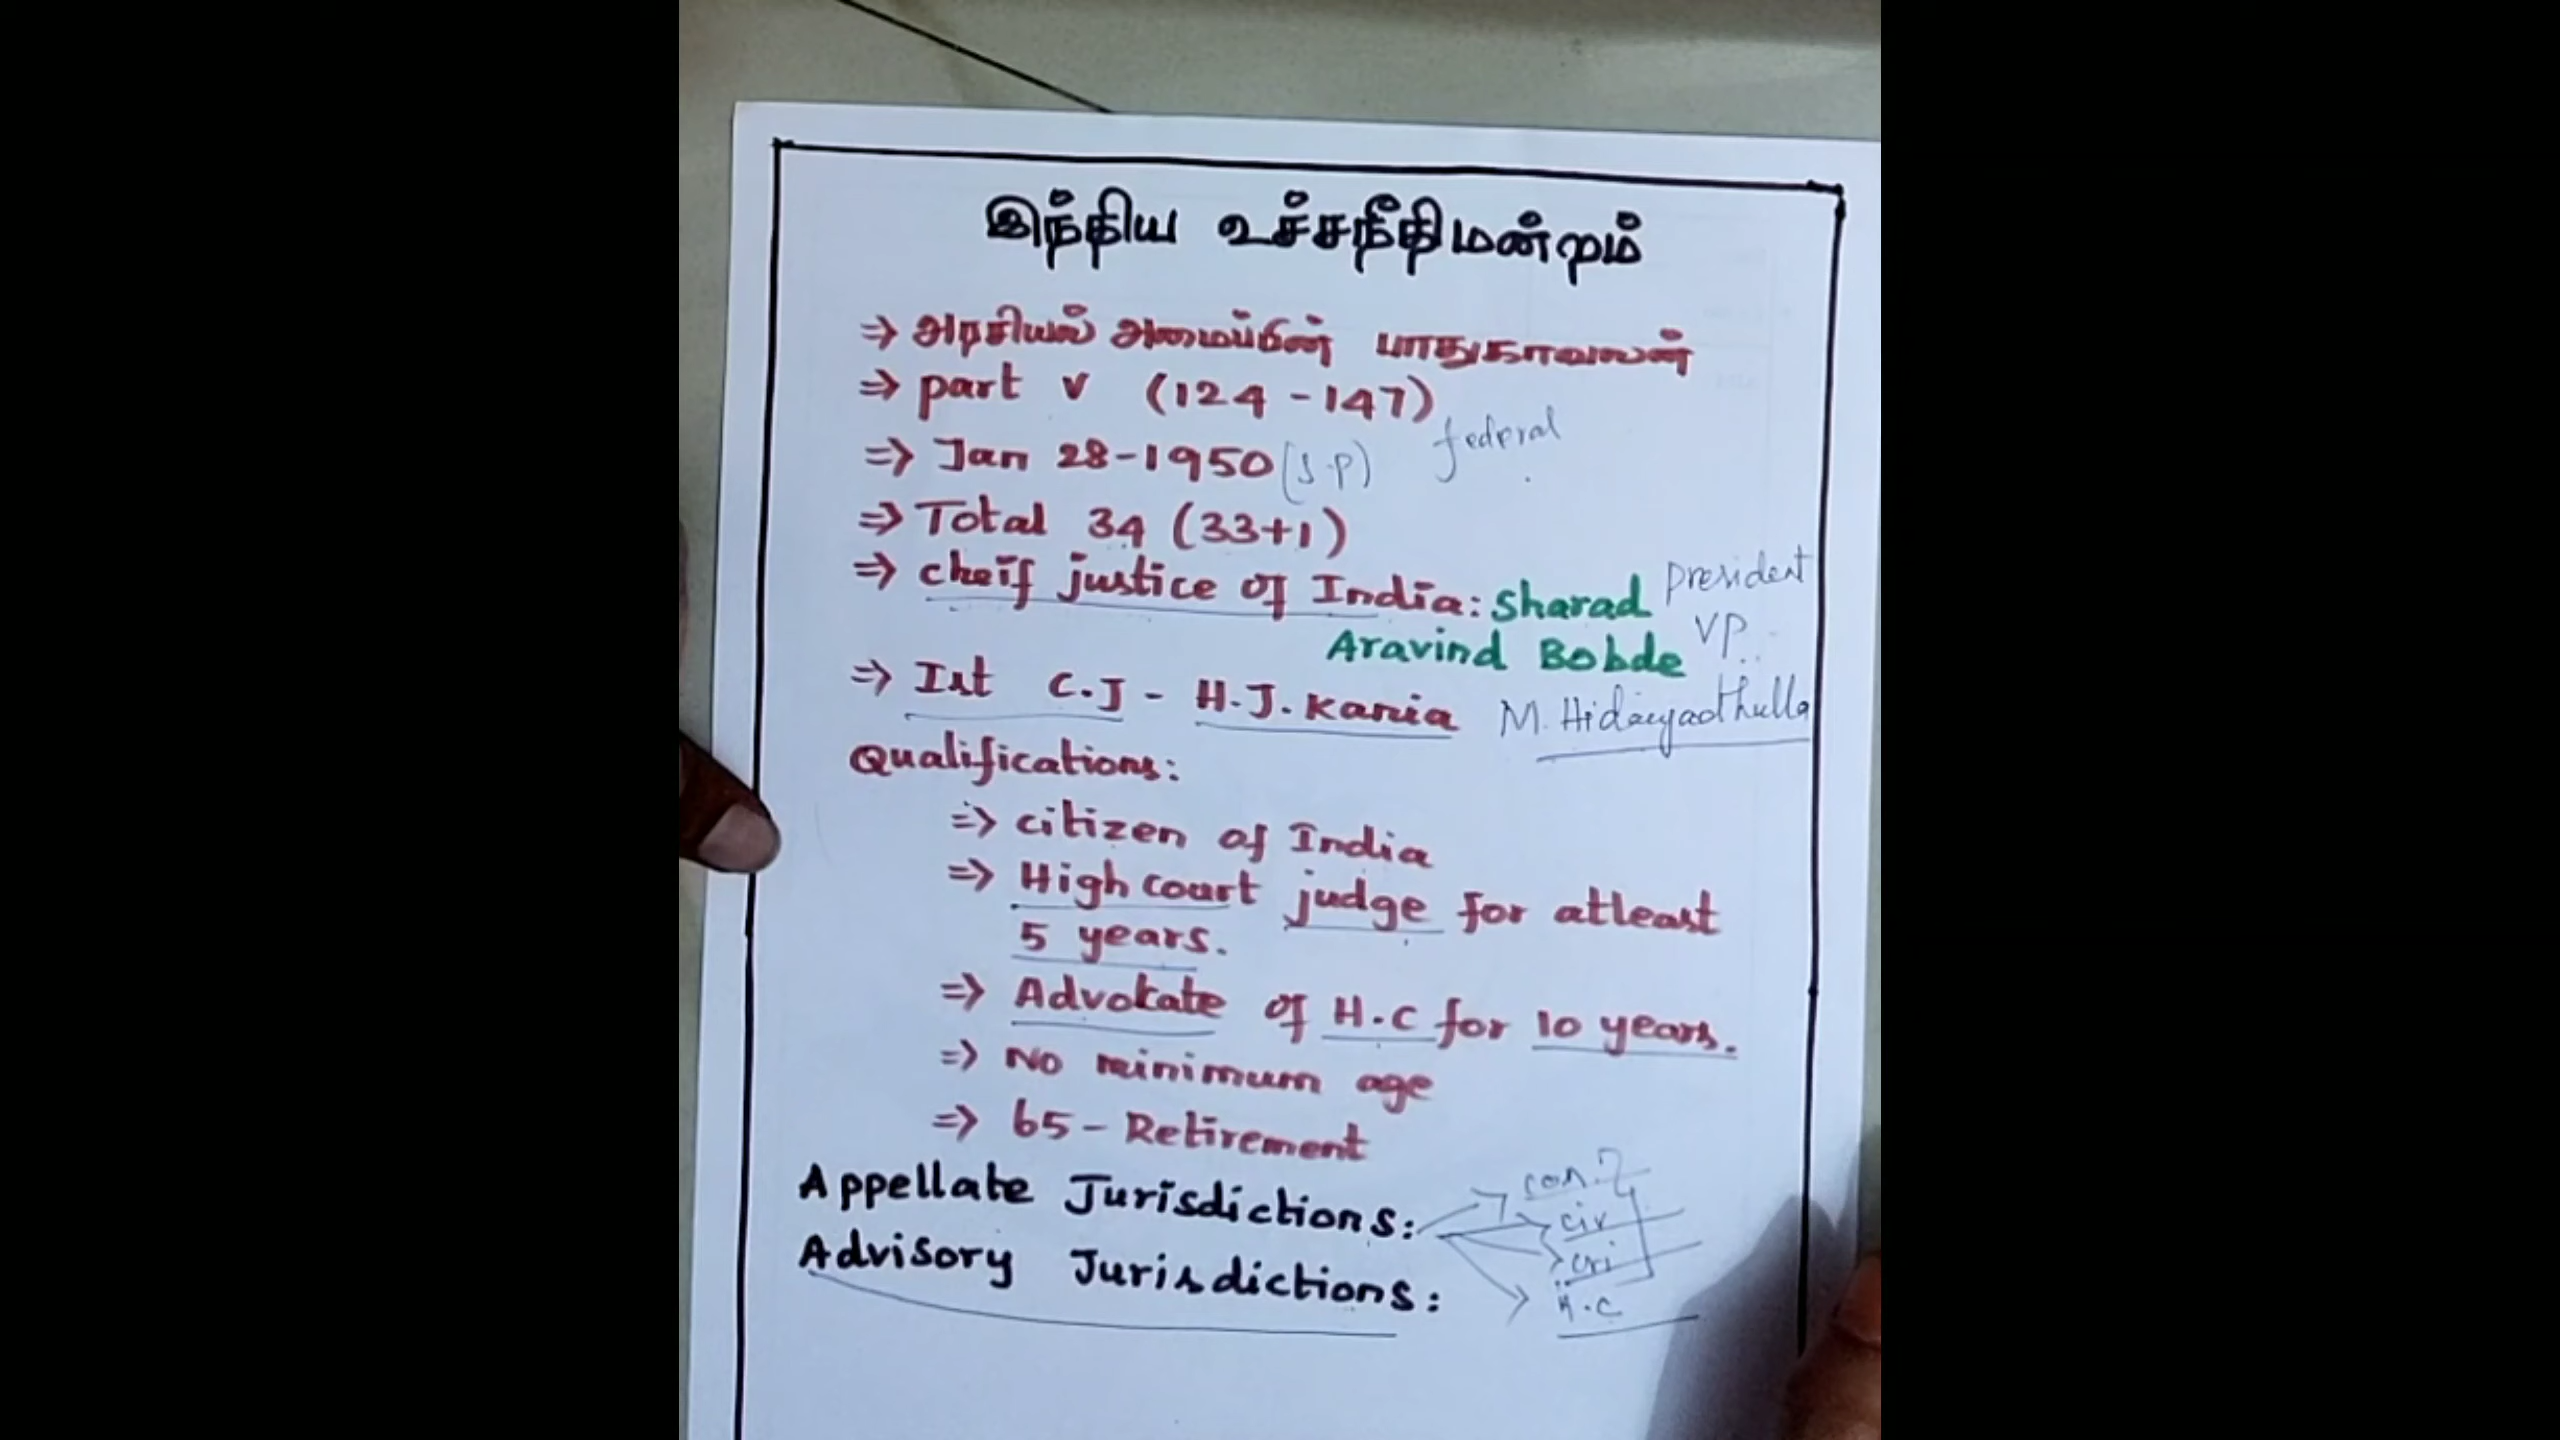 இந்திய உச்சநீதிமன்றம்
=> அரசியல் அமைப்பின் பாதுகாவலன்
=> part V (124-147)
=> Jan 28-1950 (S.P) federal
=> Total 34 (33+1)
=> cheif justice of India: Sharad president
Aravind Bobde VP
=> Ist C.J - H.J. Kania M. Hidayadthulla
Qualifications:
=> citizen of India
=> High court judge for atleast
5 years.
=> Advokate of H.C for 10 years.
=> No minimum age
=> 65 - Retirement
con.
Appellate Jurisdictions: civ
cri
Advisory Jurisdictions: H.C